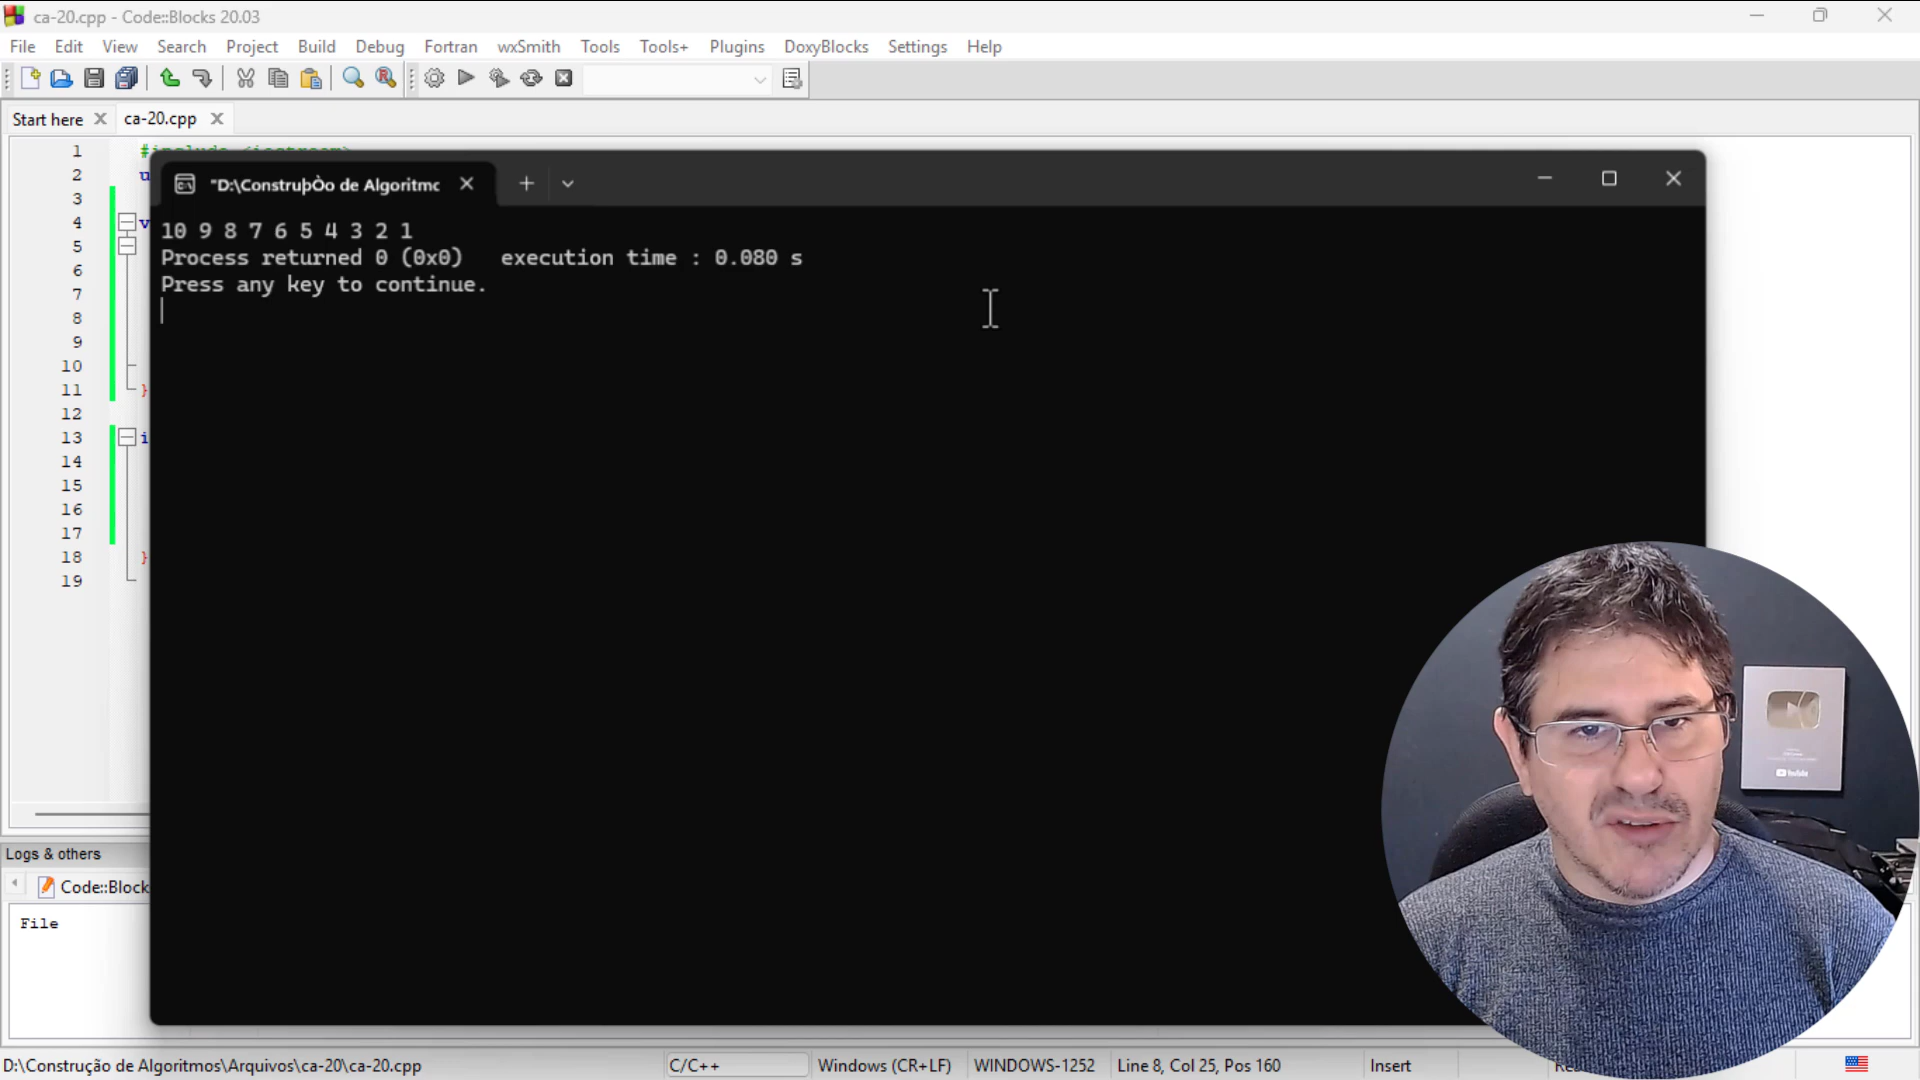 ca-20.cpp - Code::Blocks 20.03
File Edit View Search Project Build Debug Fortran wxSmith Tools Tools+ Plugins DoxyBlocks Settings Help
Start here ca-20.cpp
1 #include <iostream>
2 u
3
4 v
5
6
7
8
9
10
11 }
12
13 i
14
15
16
17
18 }
19
"D:\ConstruþÒo de Algoritmo
10 9 8 7 6 5 4 3 2 1
Process returned 0 (0x0) execution time : 0.080 s
Press any key to continue.
YouTube
Logs & others
Code::Block
File
D:\Construção de Algoritmos\Arquivos\ca-20\ca-20.cpp C/C++ Windows (CR+LF) WINDOWS-1252 Line 8, Col 25, Pos 160 Insert